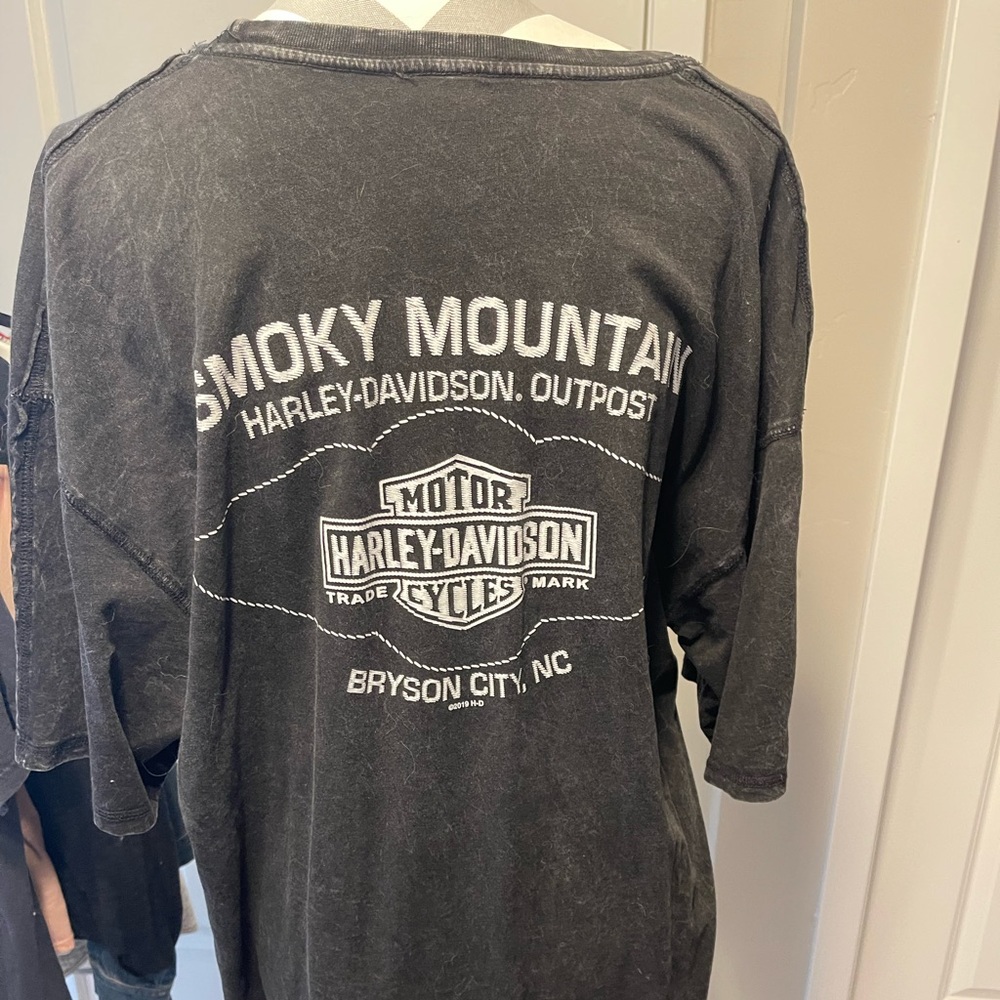 SMOKY MOUNTAIN
HARLEY-DAVIDSON. OUTPOST
MOTOR
HARLEY-DAVIDSON
TRADE MARK
CYCLES
BRYSON CITY, NC
©2019 H-D